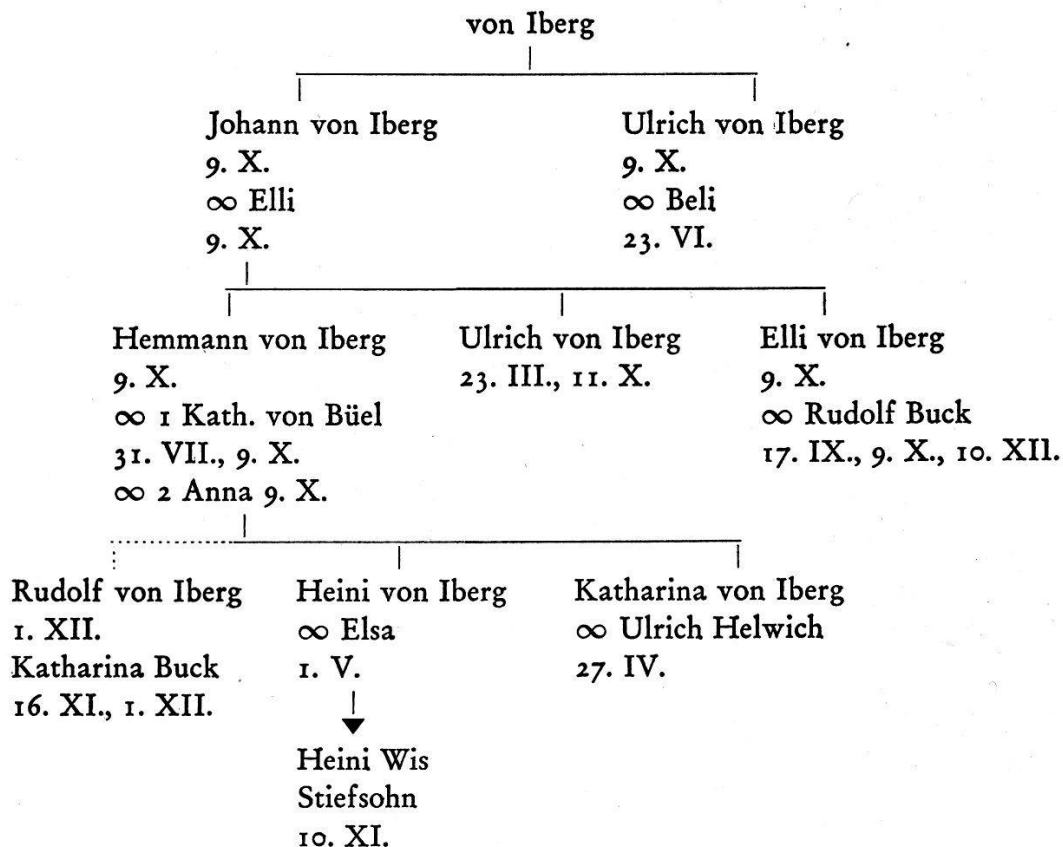 von Iberg
Johann von Iberg
9. X.
∞ Elli
9. X.
Ulrich von Iberg
9. X.
∞ Beli
23. VI.
Hemmann von Iberg
9. X.
∞ 1 Kath. von Büel
31. VII., 9. X.
∞ 2 Anna 9. X.
Ulrich von Iberg
23. III., 11. X.
Elli von Iberg
9. X.
∞ Rudolf Buck
17. IX., 9. X., 10. XII.
Rudolf von Iberg
1. XII.
Katharina Buck
16. XI., 1. XII.
Heini von Iberg
∞ Elsa
1. V.
Heini Wis
Stiefsohn
10. XI.
Katharina von Iberg
∞ Ulrich Helwich
27. IV.